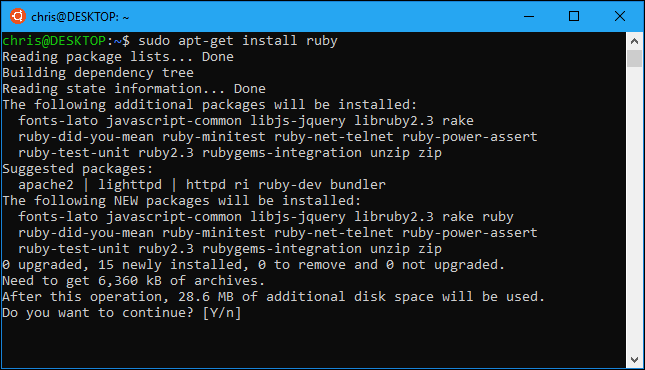 chris@DESKTOP: ~
chris@DESKTOP:~$ sudo apt-get install ruby
Reading package lists... Done
Building dependency tree
Reading state information... Done
The following additional packages will be installed:
  fonts-lato javascript-common libjs-jquery libruby2.3 rake
  ruby-did-you-mean ruby-minitest ruby-net-telnet ruby-power-assert
  ruby-test-unit ruby2.3 rubygems-integration unzip zip
Suggested packages:
  apache2 | lighttpd | httpd ri ruby-dev bundler
The following NEW packages will be installed:
  fonts-lato javascript-common libjs-jquery libruby2.3 rake ruby
  ruby-did-you-mean ruby-minitest ruby-net-telnet ruby-power-assert
  ruby-test-unit ruby2.3 rubygems-integration unzip zip
0 upgraded, 15 newly installed, 0 to remove and 0 not upgraded.
Need to get 6,360 kB of archives.
After this operation, 28.6 MB of additional disk space will be used.
Do you want to continue? [Y/n]